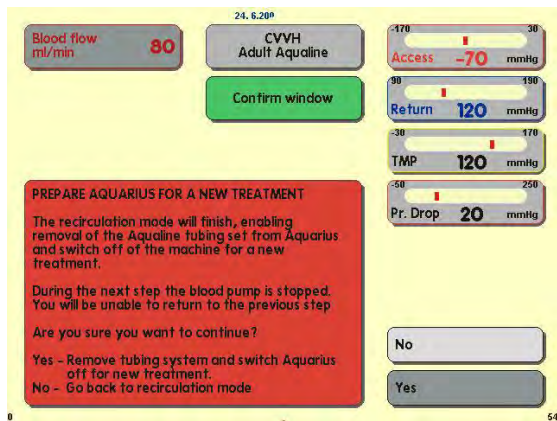 24. 6.200
Blood flow
ml/min 80
CVVH
Adult Aqualine
Confirm window
-170 30
Access -70 mmHg
90 190
Return 120 mmHg
-30 170
TMP 120 mmHg
-50 250
Pr. Drop 20 mmHg
PREPARE AQUARIUS FOR A NEW TREATMENT
The recirculation mode will finish, enabling
removal of the Aqualine tubing set from Aquarius
and switch off of the machine for a new
treatment.
During the next step the blood pump is stopped.
You will be unable to return to the previous step
Are you sure you want to continue?
Yes - Remove tubing system and switch Aquarius
off for new treatment.
No - Go back to recirculation mode
No
Yes
0 54